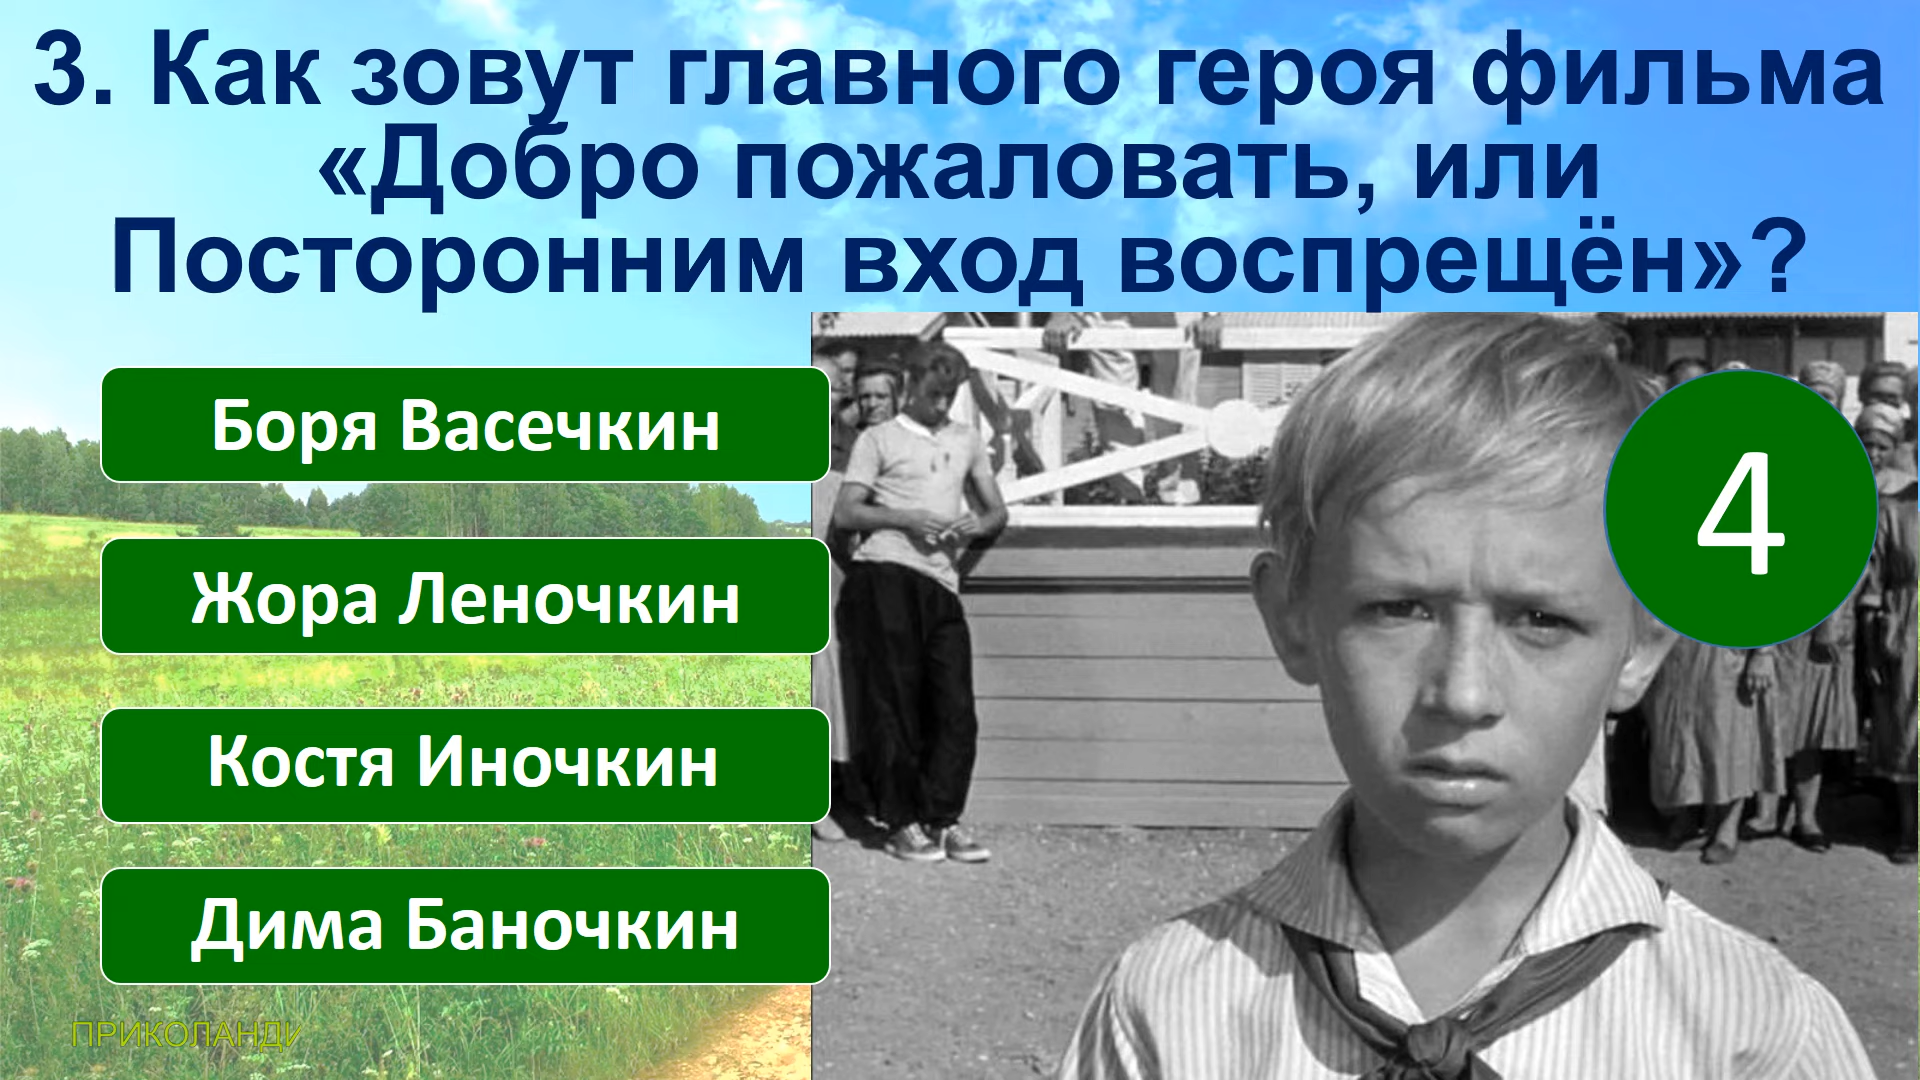 3. Как зовут главного героя фильма
«Добро пожаловать, или
Посторонним вход воспрещён»?
Боря Васечкин
4
Жора Леночкин
Костя Иночкин
Дима Баночкин
ПРИКОЛАНДИ